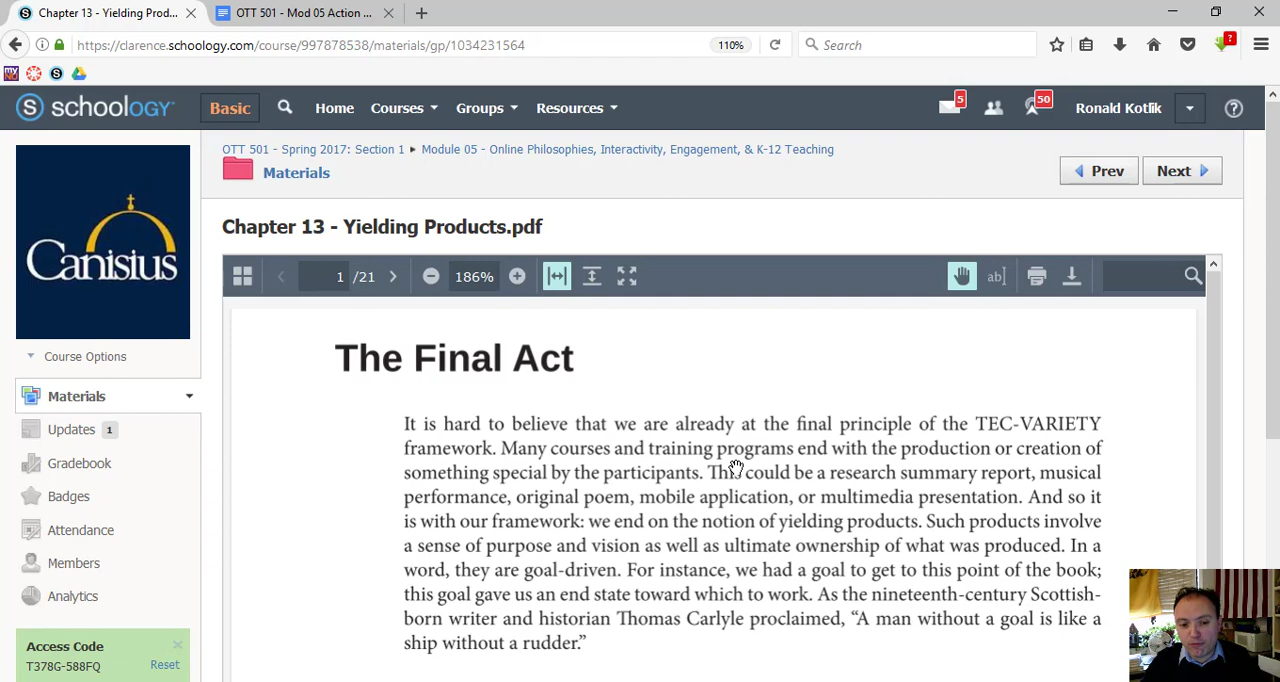 Chapter 13 - Yielding Prod...
OTT 501 - Mod 05 Action ...
https://clarence.schoology.com/course/997878538/materials/gp/1034231564
110%
Search
?
S schoology
Basic
Home
Courses
Groups
Resources
5
50
Ronald Kotlik
?
Canisius
Course Options
Materials
Updates 1
Gradebook
Badges
Attendance
Members
Analytics
Access Code
T378G-588FQ
Reset
OTT 501 - Spring 2017: Section 1 ▸ Module 05 - Online Philosophies, Interactivity, Engagement, & K-12 Teaching
Materials
Prev
Next
Chapter 13 - Yielding Products.pdf
1 /21
186%
ab
The Final Act
It is hard to believe that we are already at the final principle of the TEC-VARIETY
framework. Many courses and training programs end with the production or creation of
something special by the participants. This could be a research summary report, musical
performance, original poem, mobile application, or multimedia presentation. And so it
is with our framework: we end on the notion of yielding products. Such products involve
a sense of purpose and vision as well as ultimate ownership of what was produced. In a
word, they are goal-driven. For instance, we had a goal to get to this point of the book;
this goal gave us an end state toward which to work. As the nineteenth-century Scottish-
born writer and historian Thomas Carlyle proclaimed, “A man without a goal is like a
ship without a rudder.”